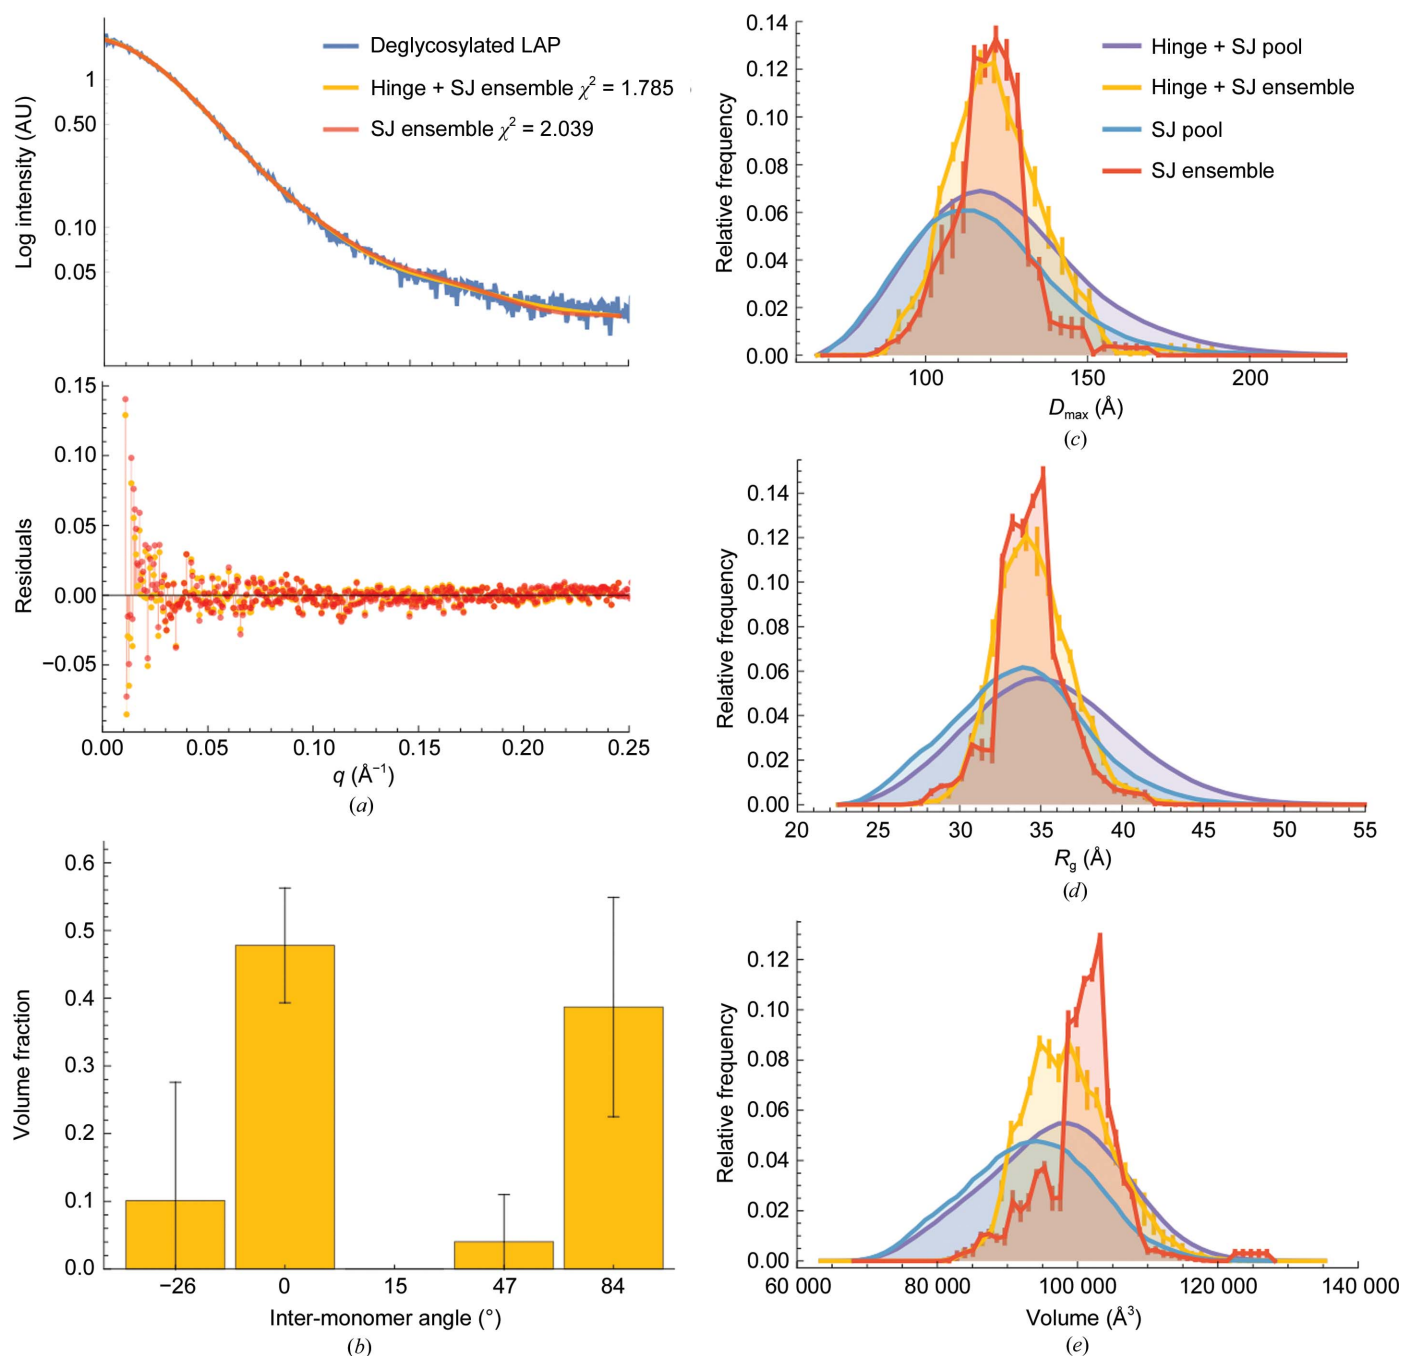 Deglycosylated LAP
Hinge + SJ ensemble χ² = 1.785
SJ ensemble χ² = 2.039
Log intensity (AU)
1
0.50
0.10
0.05
Residuals
0.15
0.10
0.05
0.00
−0.05
0.00 0.05 0.10 0.15 0.20 0.25
q (Å⁻¹)
(a)
Volume fraction
0.6
0.5
0.4
0.3
0.2
0.1
0.0
−26 0 15 47 84
Inter-monomer angle (°)
(b)
Hinge + SJ pool
Hinge + SJ ensemble
SJ pool
SJ ensemble
Relative frequency
0.14
0.12
0.10
0.08
0.06
0.04
0.02
0.00
100 150 200
Dmax (Å)
(c)
Relative frequency
0.14
0.12
0.10
0.08
0.06
0.04
0.02
0.00
20 25 30 35 40 45 50 55
Rg (Å)
(d)
Relative frequency
0.12
0.10
0.08
0.06
0.04
0.02
0.00
60 000 80 000 100 000 120 000 140 000
Volume (Å³)
(e)